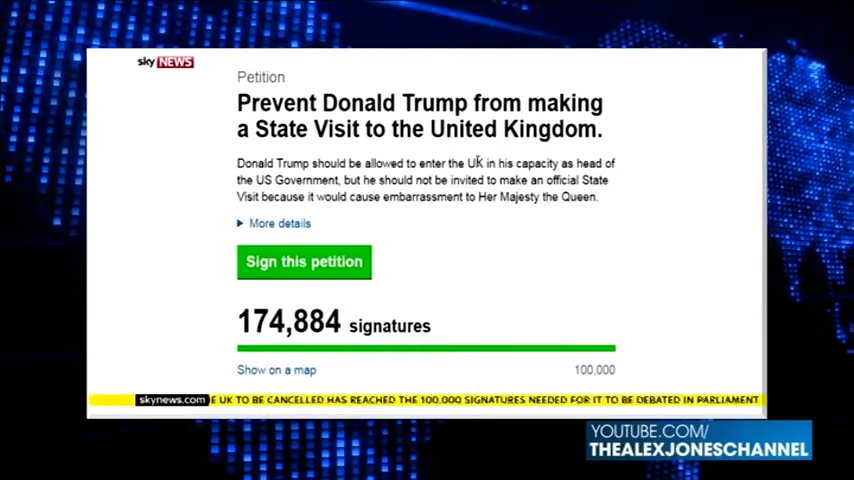 sky NEWS
Petition
Prevent Donald Trump from making
a State Visit to the United Kingdom.
Donald Trump should be allowed to enter the UK in his capacity as head of
the US Government, but he should not be invited to make an official State
Visit because it would cause embarrassment to Her Majesty the Queen.
More details
Sign this petition
174,884 signatures
Show on a map 100,000
skynews.com E UK TO BE CANCELLED HAS REACHED THE 100,000 SIGNATURES NEEDED FOR IT TO BE DEBATED IN PARLIAMENT
YOUTUBE.COM/
THEALEXJONESCHANNEL